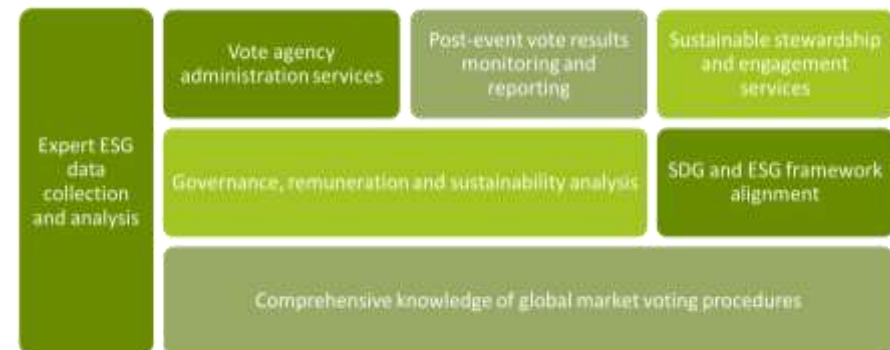 Expert ESG
data
collection
and analysis
Vote agency
administration services
Post-event vote results
monitoring and
reporting
Sustainable stewardship
and engagement
services
Governance, remuneration and sustainability analysis
SDG and ESG framework
alignment
Comprehensive knowledge of global market voting procedures